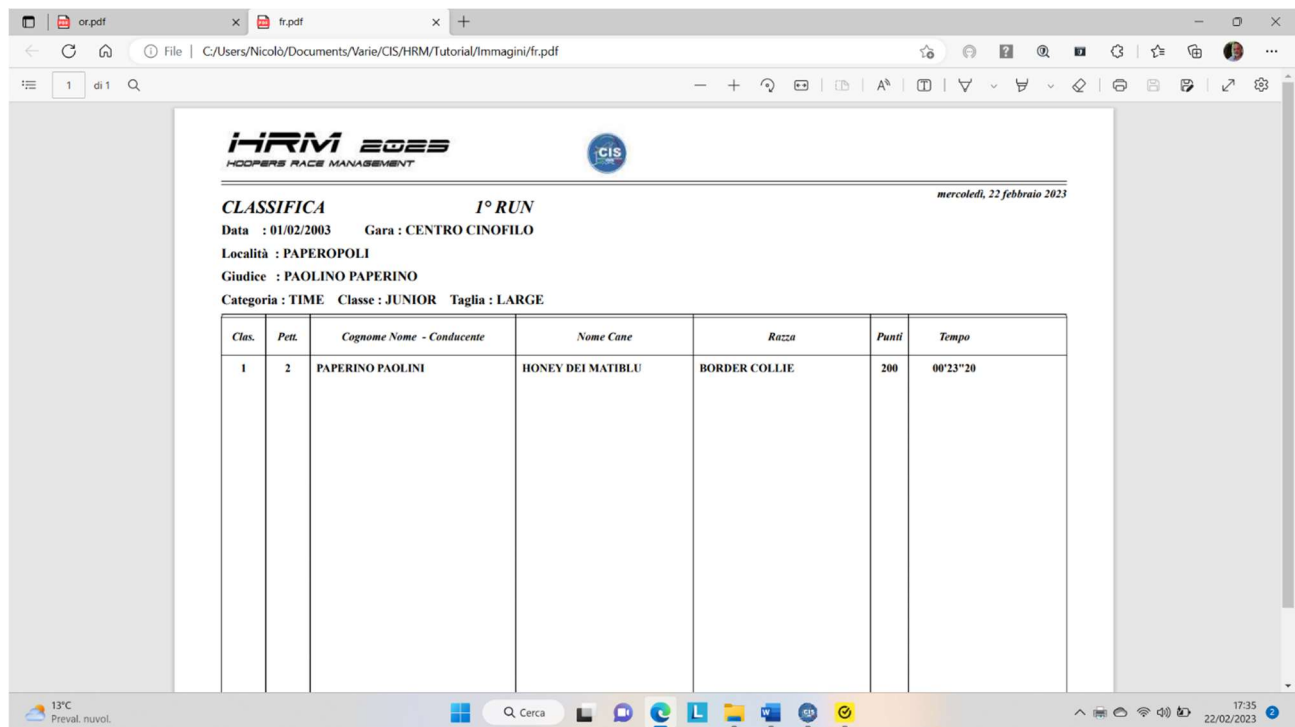 or.pdf
fr.pdf
File | C:/Users/Nicolò/Documents/Varie/CIS/HRM/Tutorial/Immagini/fr.pdf
1 di 1
HRM 2023
HOOPERS RACE MANAGEMENT
CIS
mercoledì, 22 febbraio 2023
CLASSIFICA 1° RUN
Data : 01/02/2003 Gara : CENTRO CINOFILO
Località : PAPEROPOLI
Giudice : PAOLINO PAPERINO
Categoria : TIME Classe : JUNIOR Taglia : LARGE
Clas. Pett. Cognome Nome - Conducente Nome Cane Razza Punti Tempo
1 2 PAPERINO PAOLINI HONEY DEI MATIBLU BORDER COLLIE 200 00'23"20
13°C
Preval. nuvol.
Cerca
17:35
22/02/2023
2